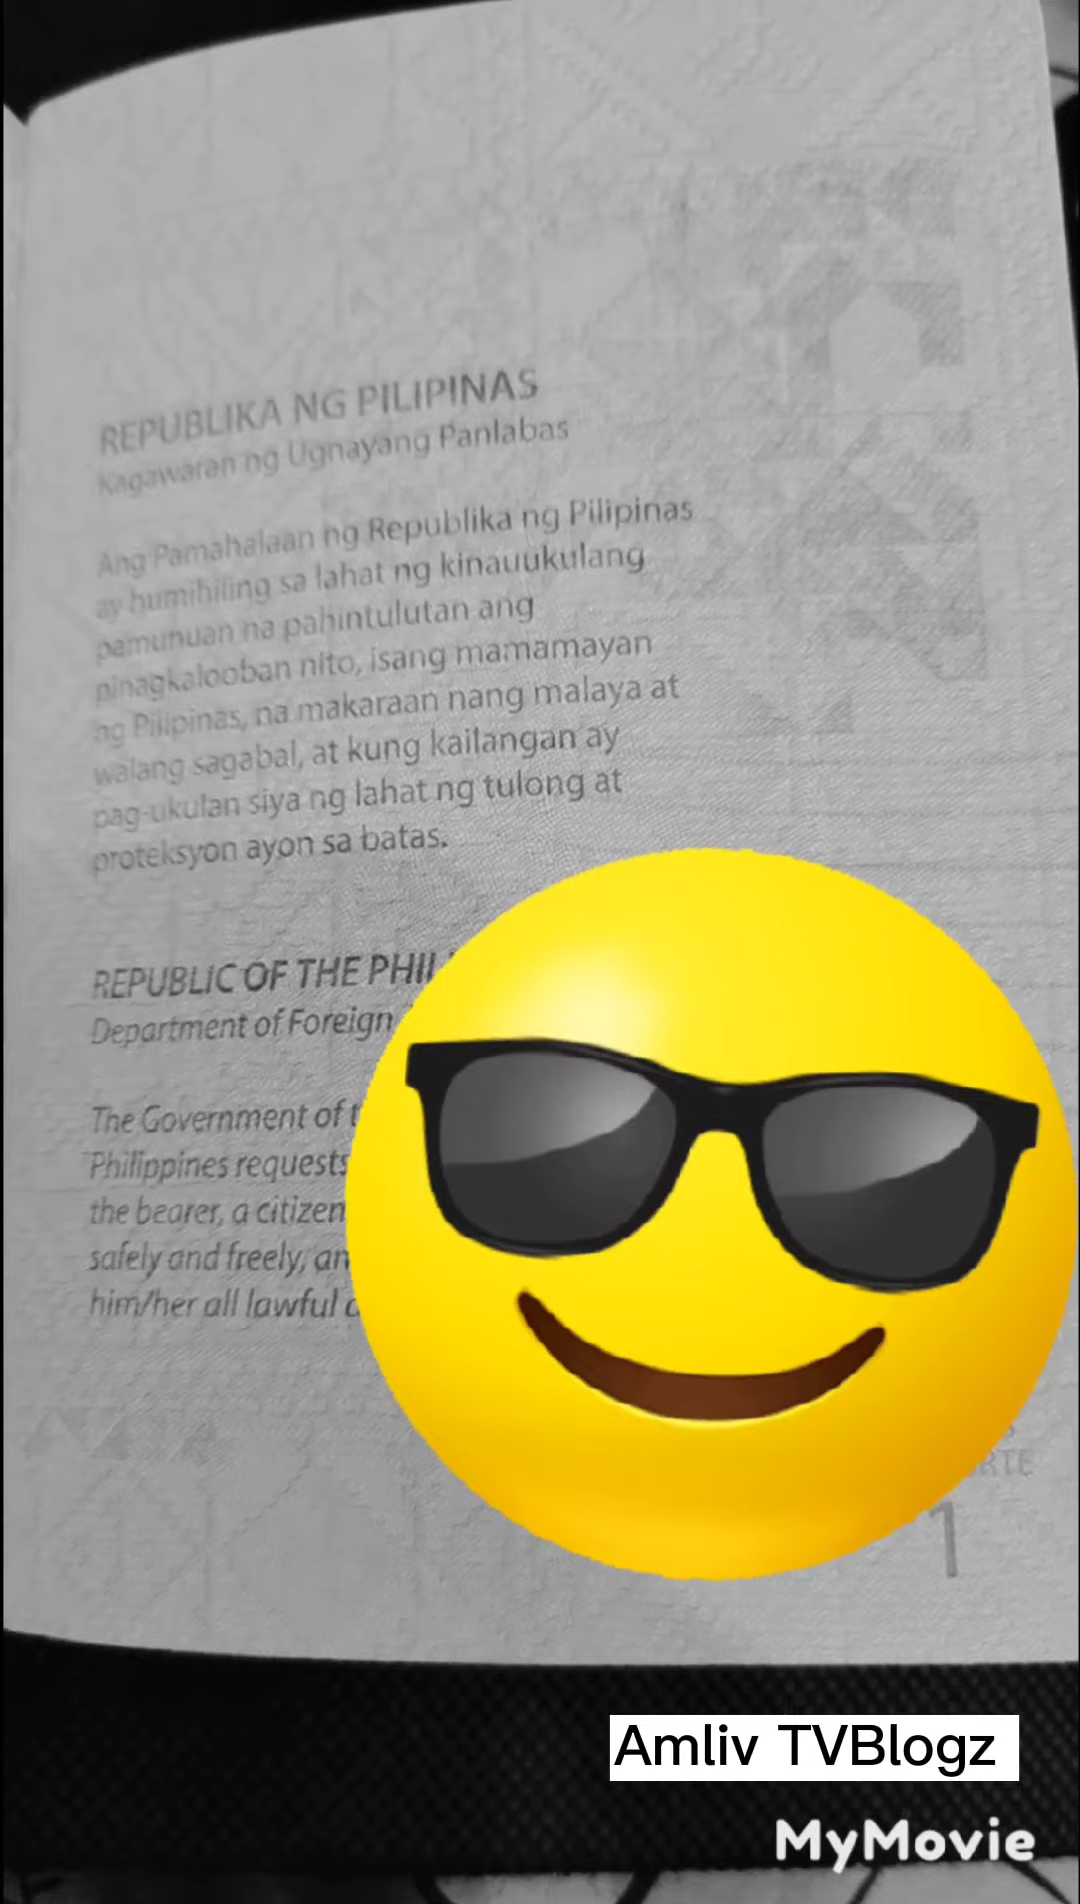 REPUBLIKA NG PILIPINAS
Kagawaran ng Ugnayang Panlabas
Ang Pamahalaan ng Republika ng Pilipinas
ay humihiling sa lahat ng kinauukulang
pamunuan na pahintulutan ang
pinagkalooban nito, isang mamamayan
ng Pilipinas, na makaraan nang malaya at
walang sagabal, at kung kailangan ay
pag-ukulan siya ng lahat ng tulong at
proteksyon ayon sa batas.
REPUBLIC OF THE PHIL
Department of Foreign
The Government of t
Philippines requests
the bearer, a citizen
safely and freely, an
him/her all lawful
RTE
1
Amliv TVBlogz
MyMovie